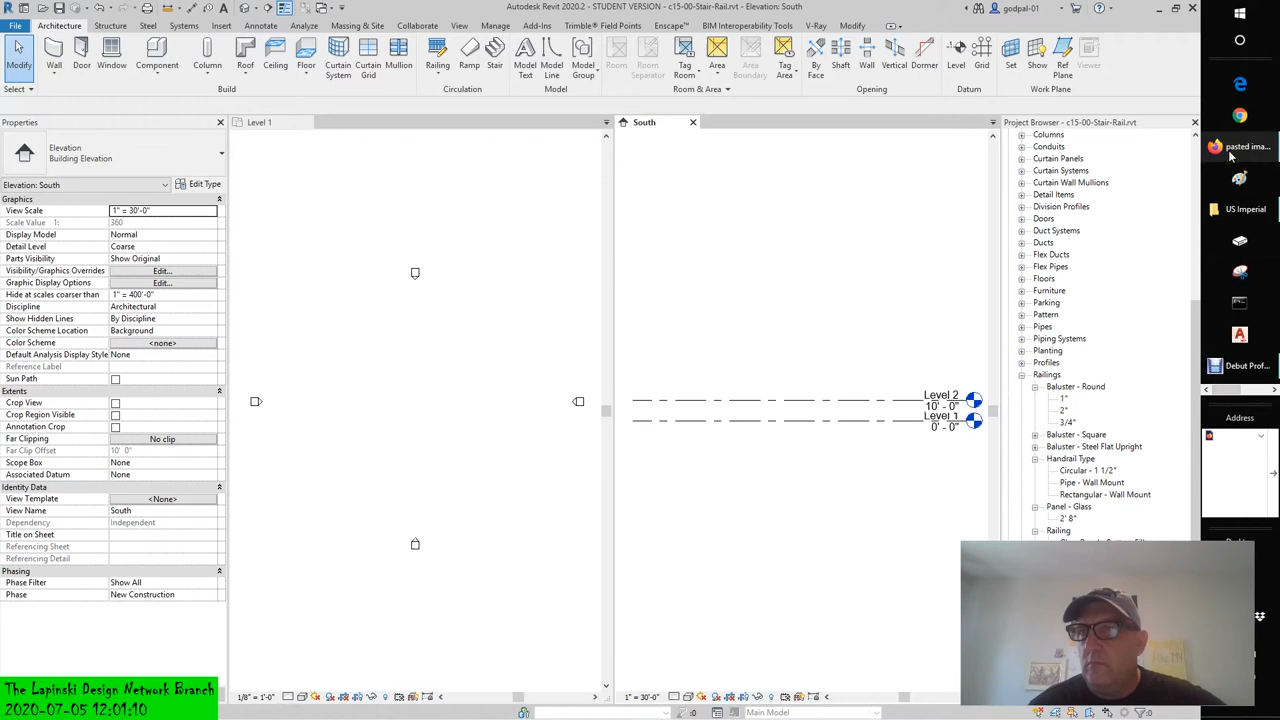 Autodesk Revit 2020.2 - STUDENT VERSION - c15-00-Stair-Rail.rvt - Elevation: South
godpal-01
File Architecture Structure Steel Systems Insert Annotate Analyze Massing & Site Collaborate View Manage Add-Ins Trimble® Field Points Enscape™ BIM Interoperability Tools V-Ray Modify
Modify Wall Door Window Component Column Roof Ceiling Floor Curtain System Curtain Grid Mullion Railing Ramp Stair Model Text Model Line Model Group Room Room Separator Tag Room Area Area Boundary Tag Area By Face Shaft Wall Vertical Dormer Level Grid Set Show Ref Plane Viewer
Select Build Circulation Model Room & Area Opening Datum Work Plane
Properties
Elevation
Building Elevation
Elevation: South Edit Type
Graphics
View Scale 1" = 30'-0"
Scale Value 1: 360
Display Model Normal
Detail Level Coarse
Parts Visibility Show Original
Visibility/Graphics Overrides Edit...
Graphic Display Options Edit...
Hide at scales coarser than 1" = 400'-0"
Discipline Architectural
Show Hidden Lines By Discipline
Color Scheme Location Background
Color Scheme <none>
Default Analysis Display Style None
Reference Label
Sun Path
Extents
Crop View
Crop Region Visible
Annotation Crop
Far Clipping No clip
Far Clip Offset 10' 0"
Scope Box None
Associated Datum None
Identity Data
View Template <None>
View Name South
Dependency Independent
Title on Sheet
Referencing Sheet
Referencing Detail
Phasing
Phase Filter Show All
Phase New Construction
The Lapinski Design Network Branch
2020-07-05 12:01:10
Level 1
1/8" = 1'-0"
South
Level 2
10' - 0"
Level 1
0' - 0"
1" = 30'-0"
:0
Main Model
:0
Project Browser - c15-00-Stair-Rail.rvt
Columns
Conduits
Curtain Panels
Curtain Systems
Curtain Wall Mullions
Detail Items
Division Profiles
Doors
Duct Systems
Ducts
Flex Ducts
Flex Pipes
Floors
Furniture
Parking
Pattern
Pipes
Piping Systems
Planting
Profiles
Railings
Baluster - Round
1"
2"
3/4"
Baluster - Square
Baluster - Steel Flat Upright
Handrail Type
Circular - 1 1/2"
Pipe - Wall Mount
Rectangular - Wall Mount
Panel - Glass
2' 8"
Railing
pasted ima...
US Imperial
Debut Prof...
Address